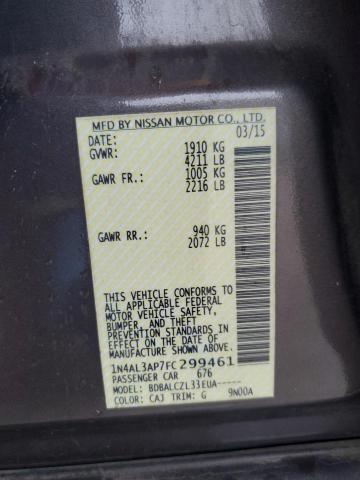 MFD BY NISSAN MOTOR CO., LTD.
DATE: 03/15
GVWR: 1910 KG
4211 LB
GAWR FR.: 1005 KG
2216 LB
GAWR RR.: 940 KG
2072 LB
THIS VEHICLE CONFORMS TO
ALL APPLICABLE FEDERAL
MOTOR VEHICLE SAFETY,
BUMPER, AND THEFT
PREVENTION STANDARDS IN
EFFECT ON THE DATE OF
MANUFACTURE SHOWN ABOVE.
1N4AL3AP7FC299461
PASSENGER CAR 676
MODEL: BDBALCZL33EUA-----
COLOR: CAJ TRIM: G 9N00A